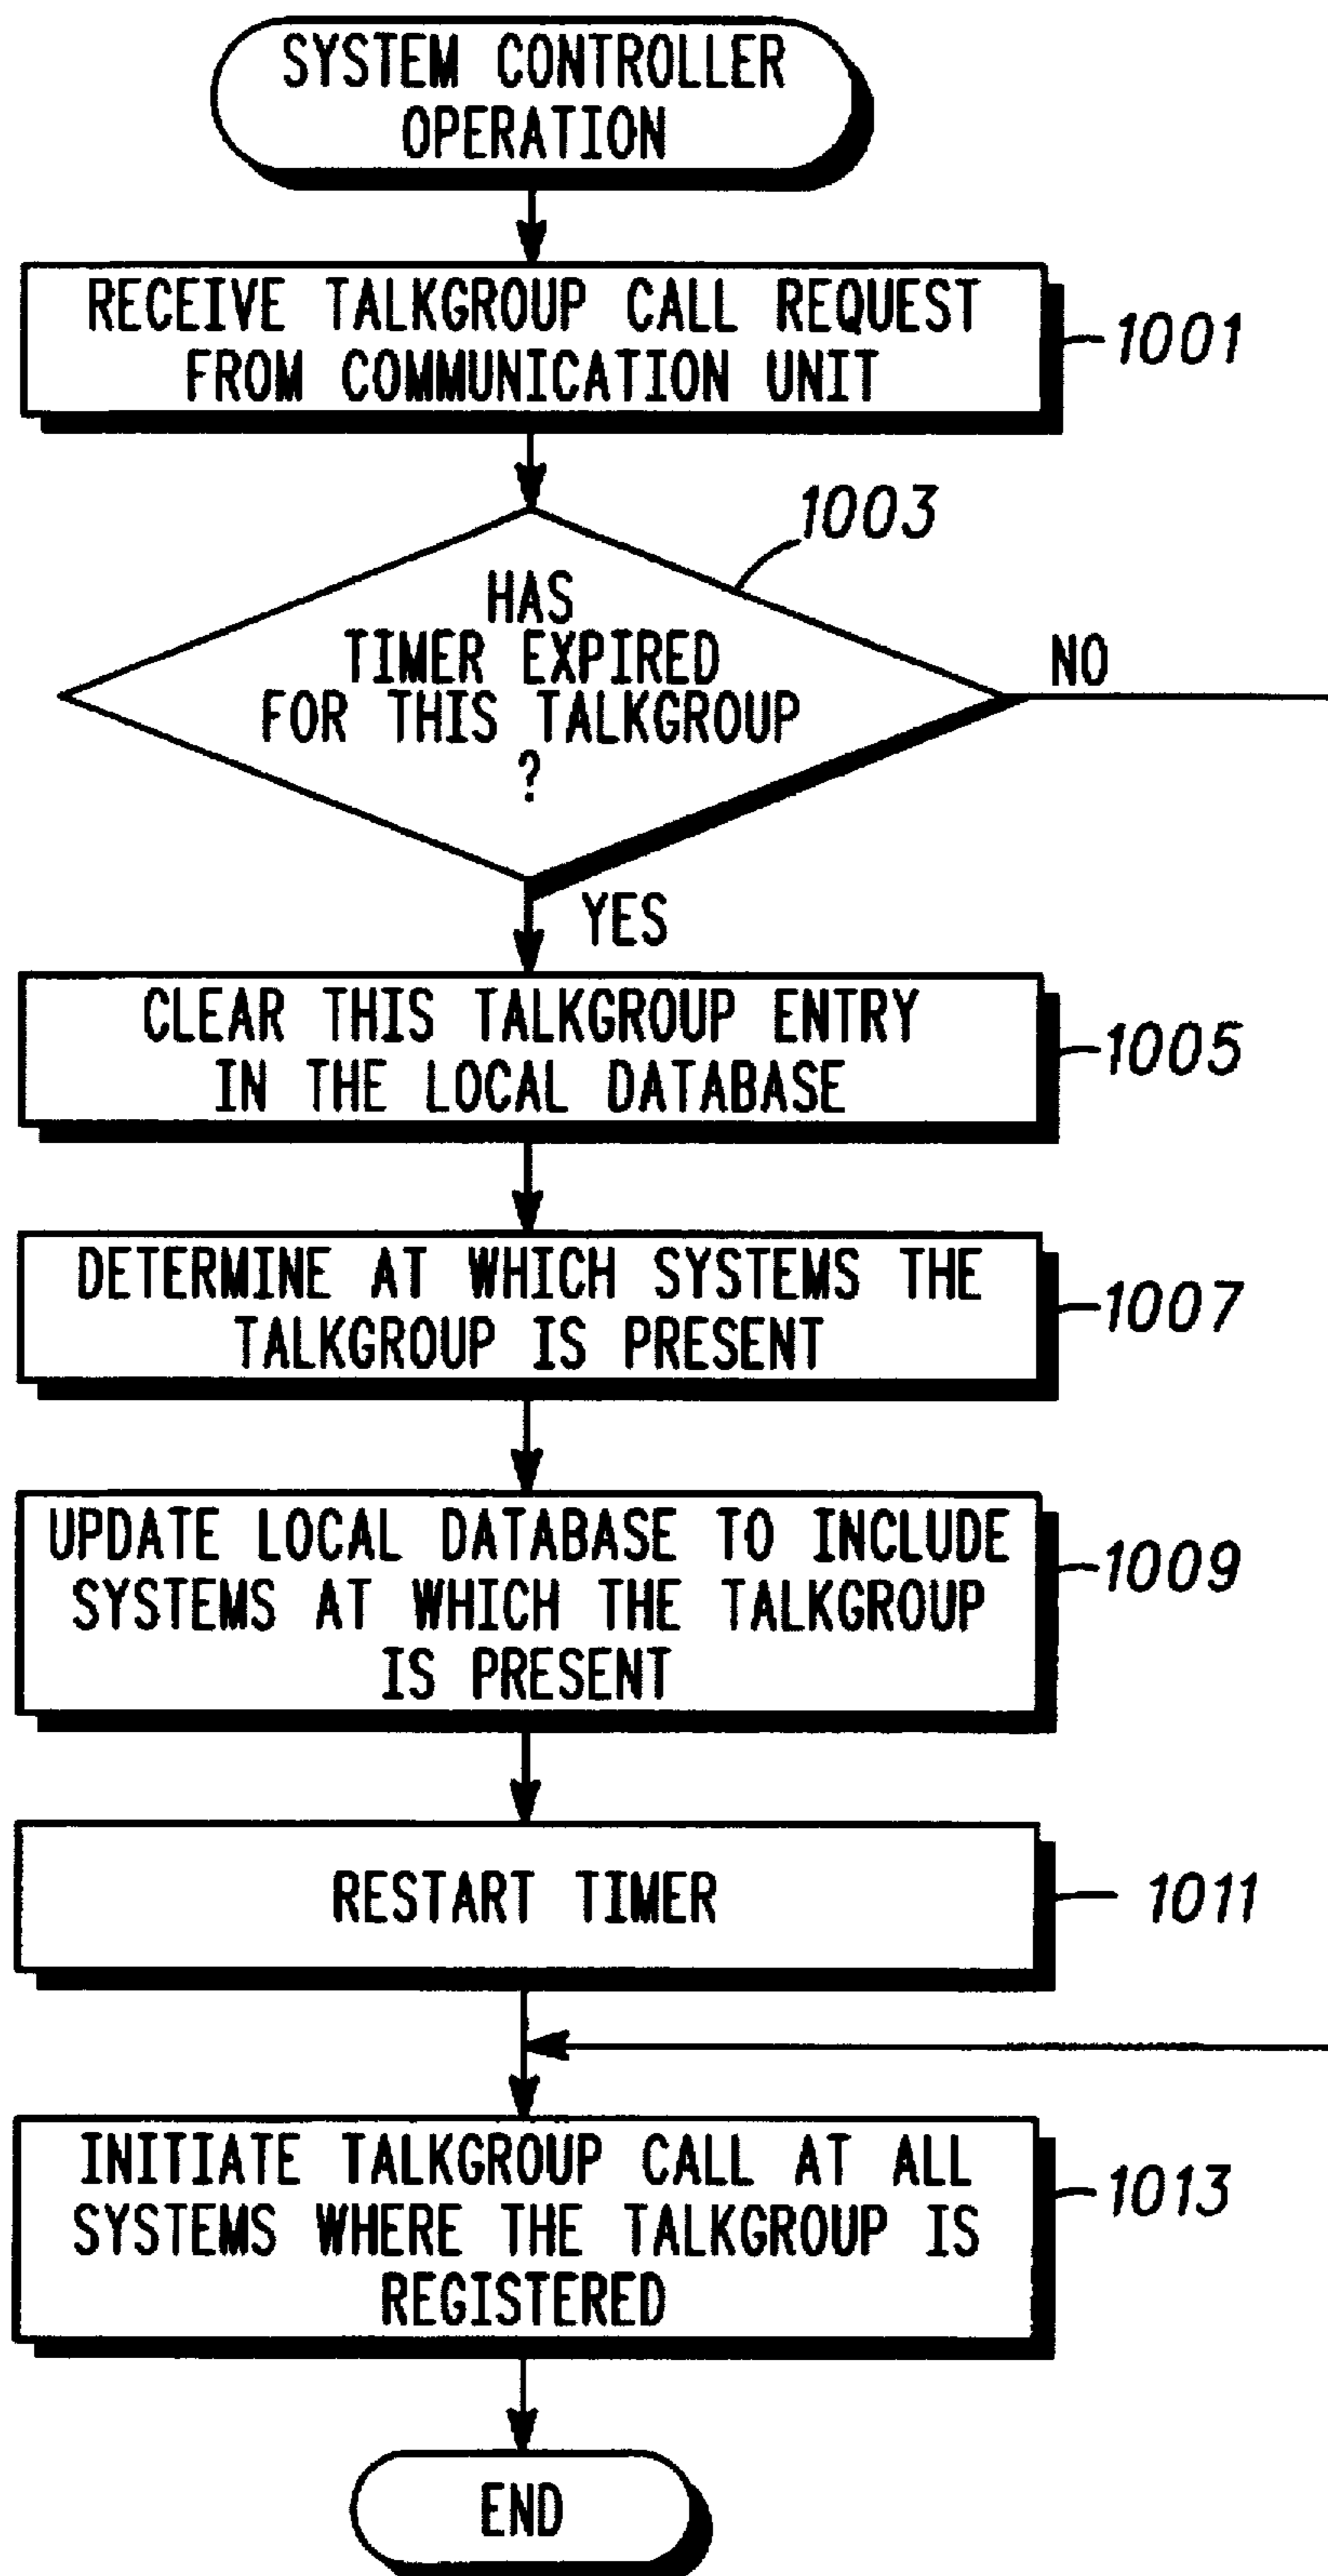 SYSTEM CONTROLLER
OPERATION
RECEIVE TALKGROUP CALL REQUEST
FROM COMMUNICATION UNIT
1001
1003
HAS
TIMER EXPIRED
FOR THIS TALKGROUP
?
NO
YES
CLEAR THIS TALKGROUP ENTRY
IN THE LOCAL DATABASE
1005
DETERMINE AT WHICH SYSTEMS THE
TALKGROUP IS PRESENT
1007
UPDATE LOCAL DATABASE TO INCLUDE
SYSTEMS AT WHICH THE TALKGROUP
IS PRESENT
1009
RESTART TIMER
1011
INITIATE TALKGROUP CALL AT ALL
SYSTEMS WHERE THE TALKGROUP IS
REGISTERED
1013
END